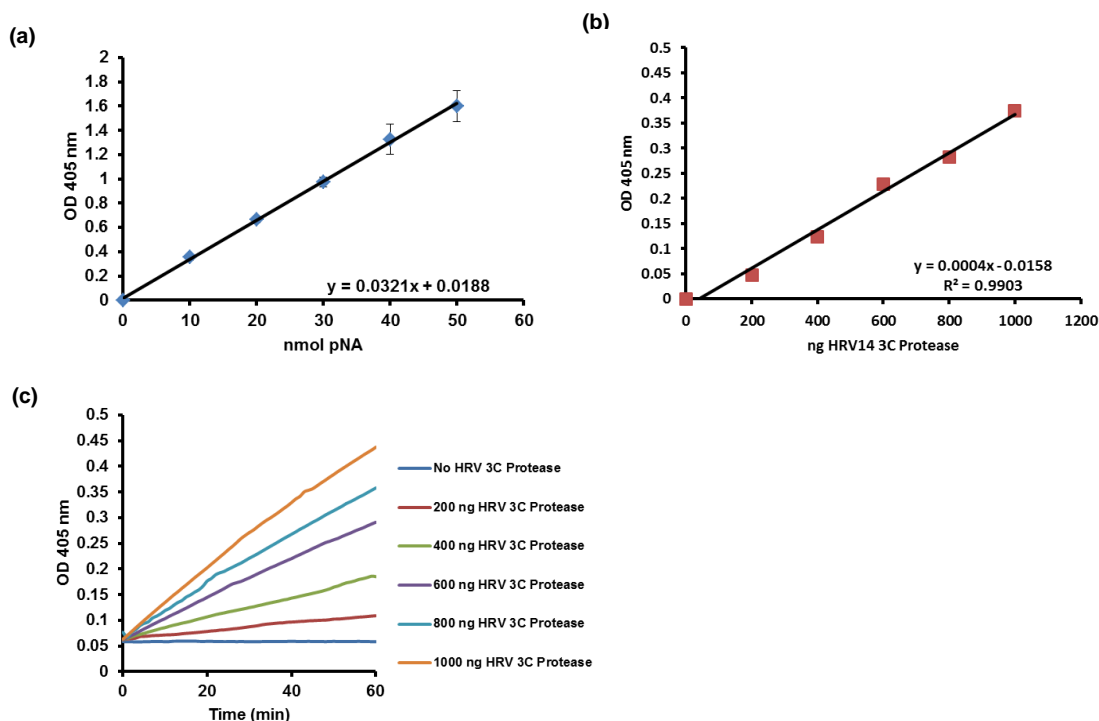 (a)
2
1.8
1.6
1.4
1.2
1
0.8
0.6
0.4
0.2
0
OD 405 nm
y = 0.0321x + 0.0188
0 10 20 30 40 50 60
nmol pNA
(b)
0.5
0.45
0.4
0.35
0.3
0.25
0.2
0.15
0.1
0.05
0
OD 405 nm
y = 0.0004x - 0.0158
R² = 0.9903
0 200 400 600 800 1000 1200
ng HRV14 3C Protease
(c)
0.5
0.45
0.4
0.35
0.3
0.25
0.2
0.15
0.1
0.05
0
OD 405 nm
0 20 40 60
Time (min)
No HRV 3C Protease
200 ng HRV 3C Protease
400 ng HRV 3C Protease
600 ng HRV 3C Protease
800 ng HRV 3C Protease
1000 ng HRV 3C Protease